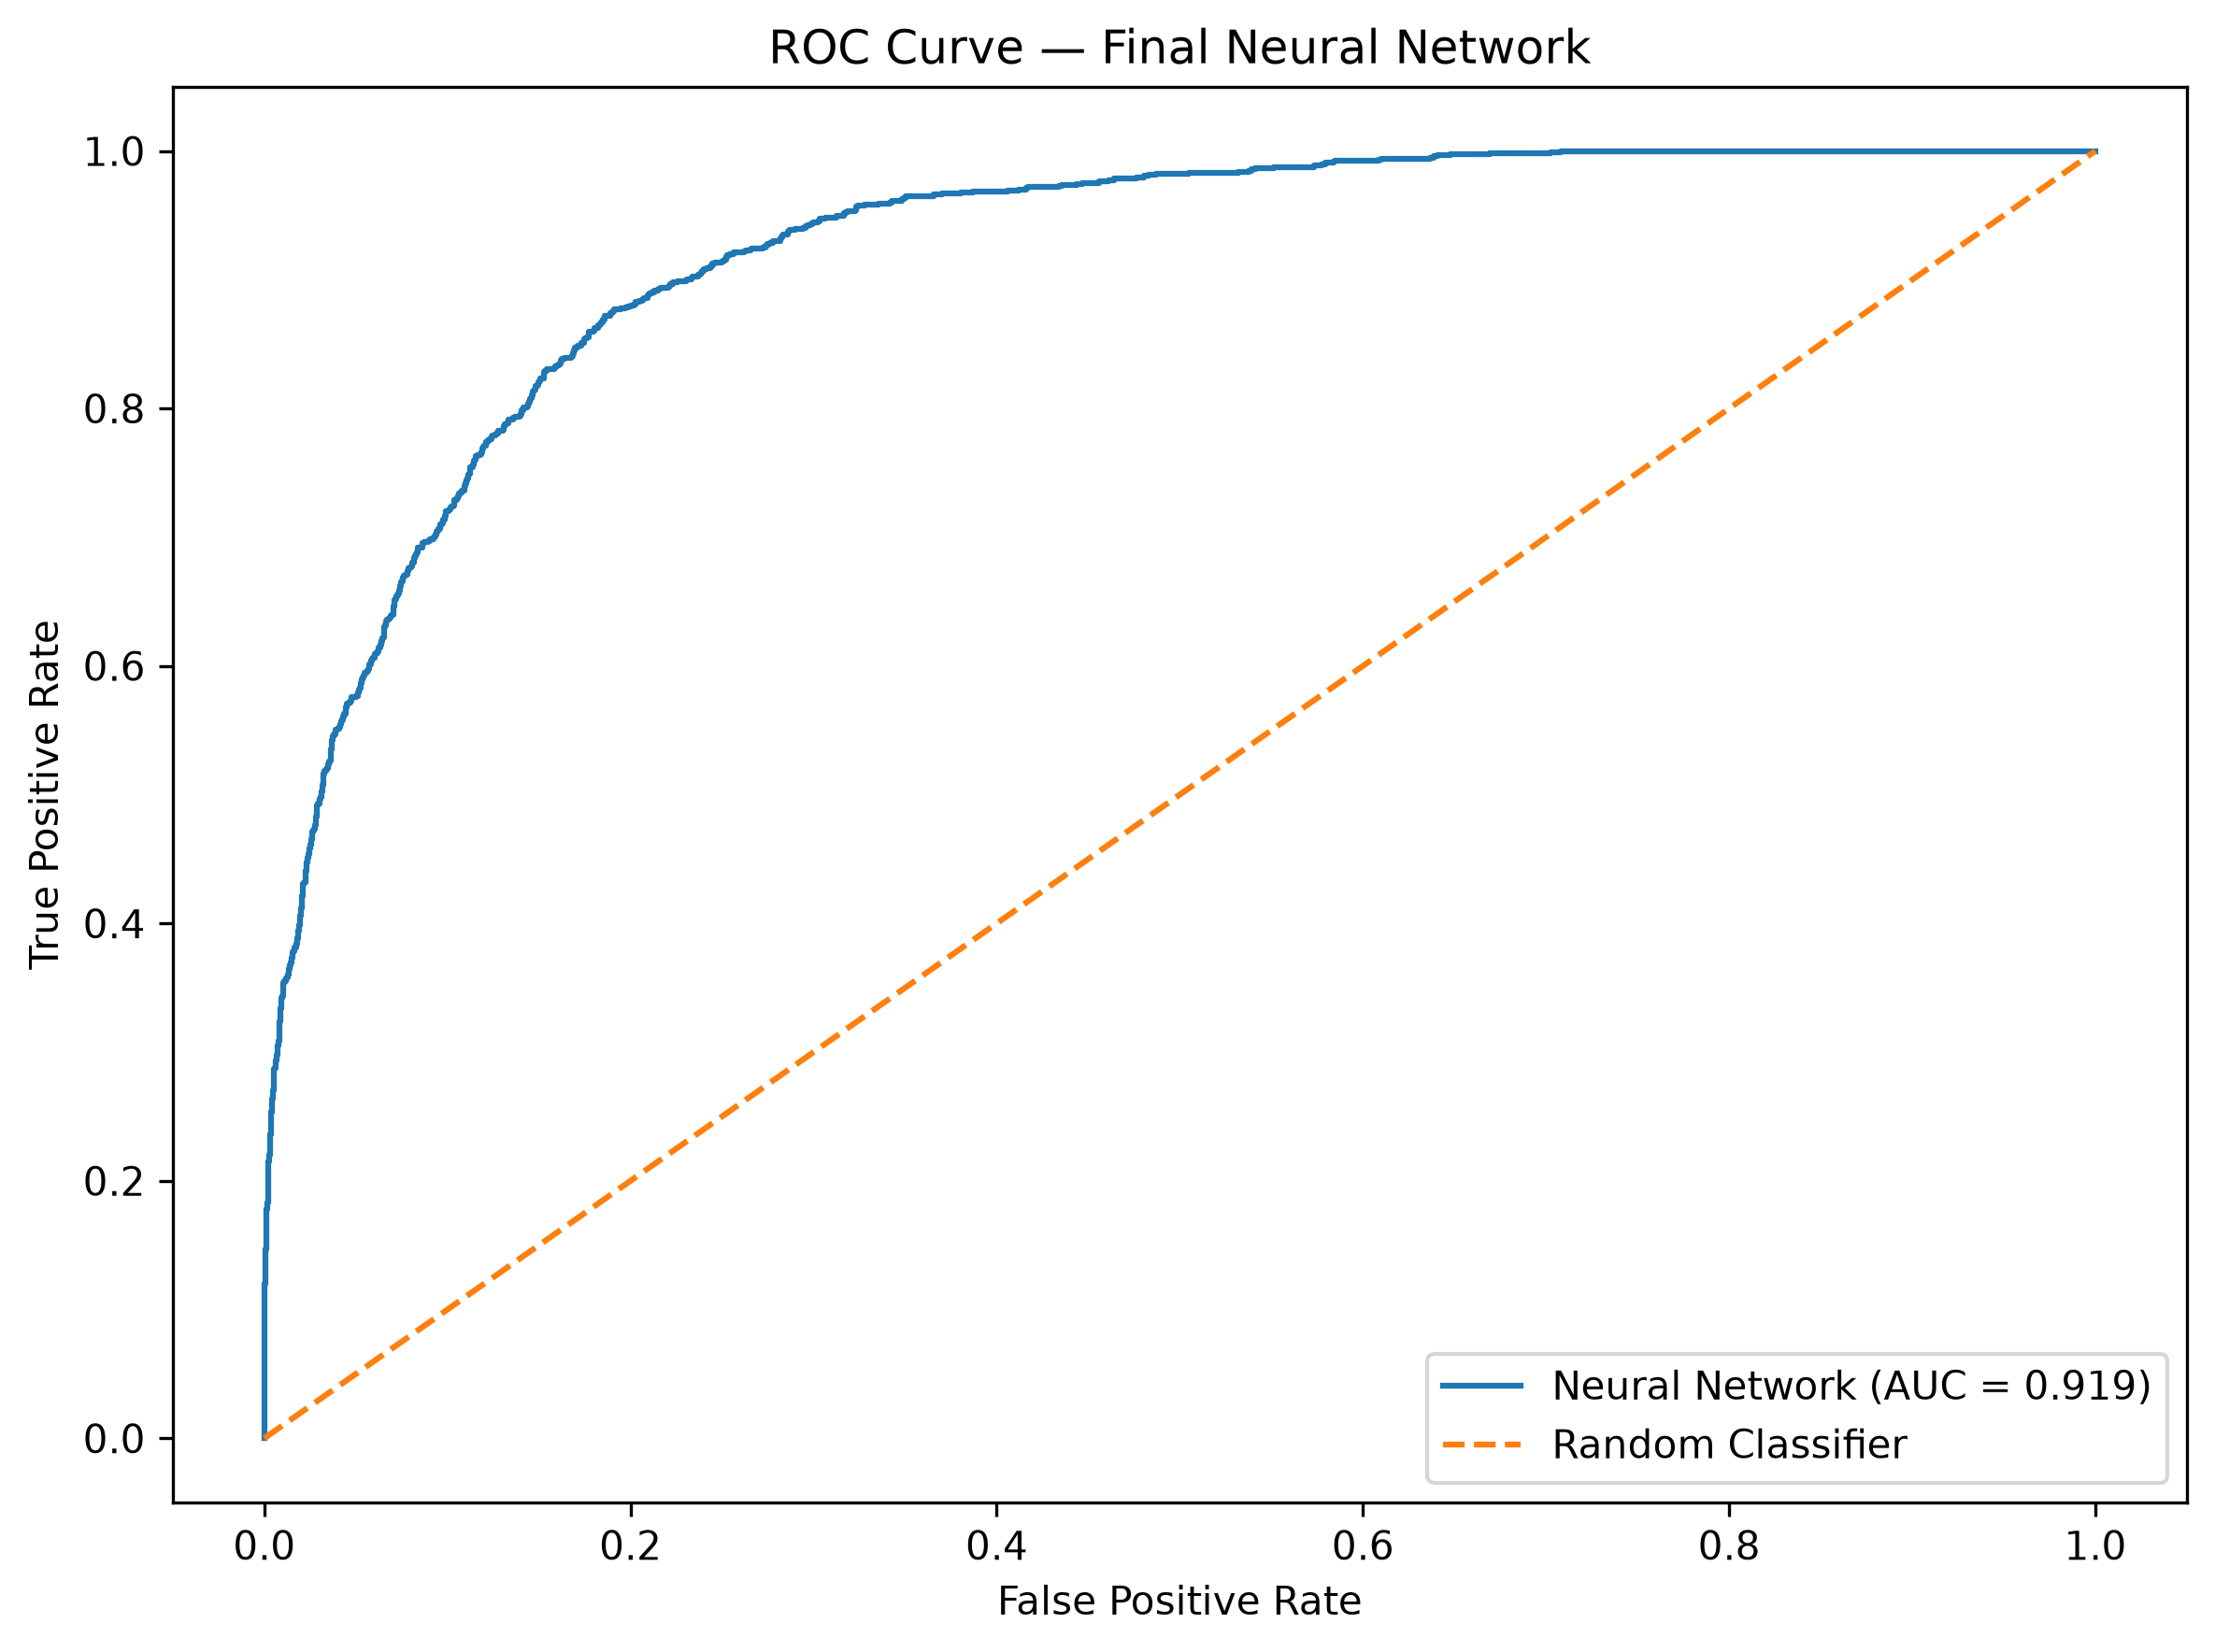 ROC Curve — Final Neural Network
True Positive Rate
1.0
0.8
0.6
0.4
0.2
0.0
0.0 0.2 0.4 0.6 0.8 1.0
False Positive Rate
Neural Network (AUC = 0.919)
Random Classifier